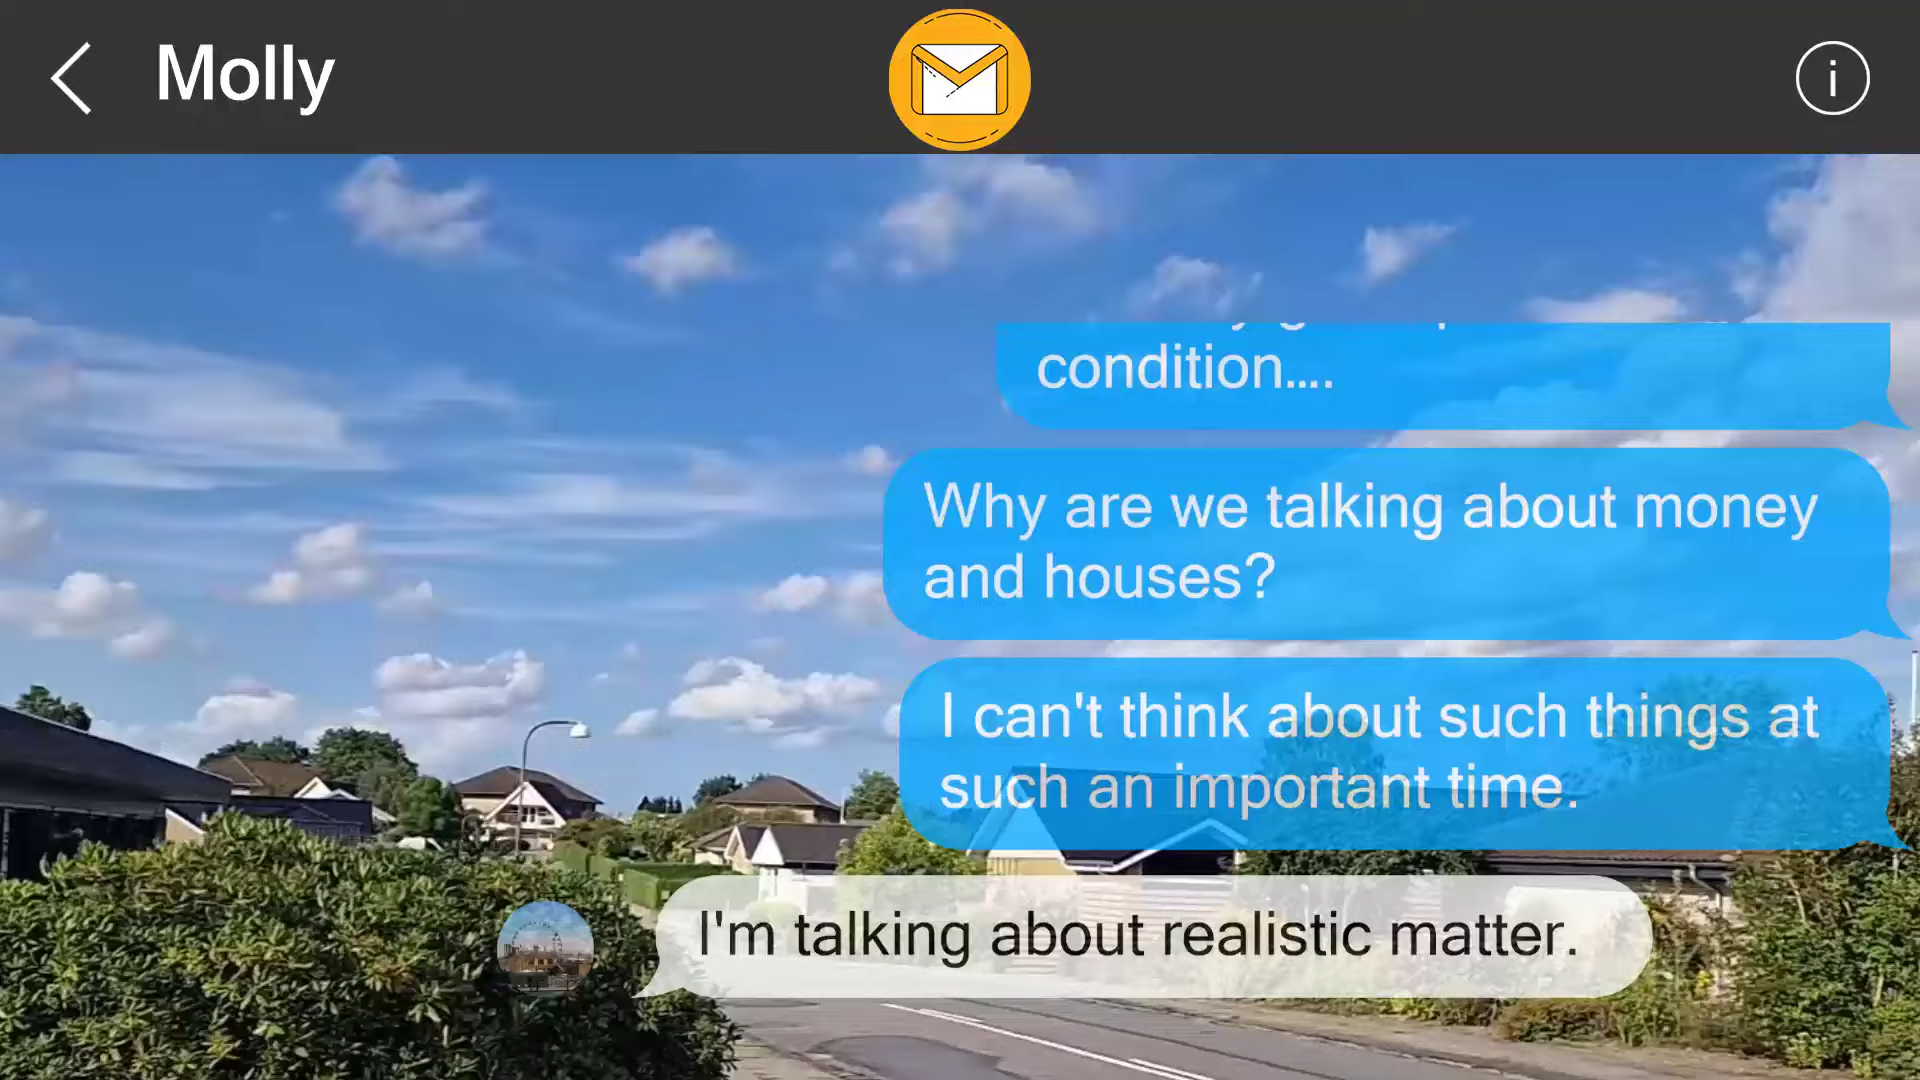 Molly
i
condition....
Why are we talking about money
and houses?
I can't think about such things at
such an important time.
I'm talking about realistic matter.